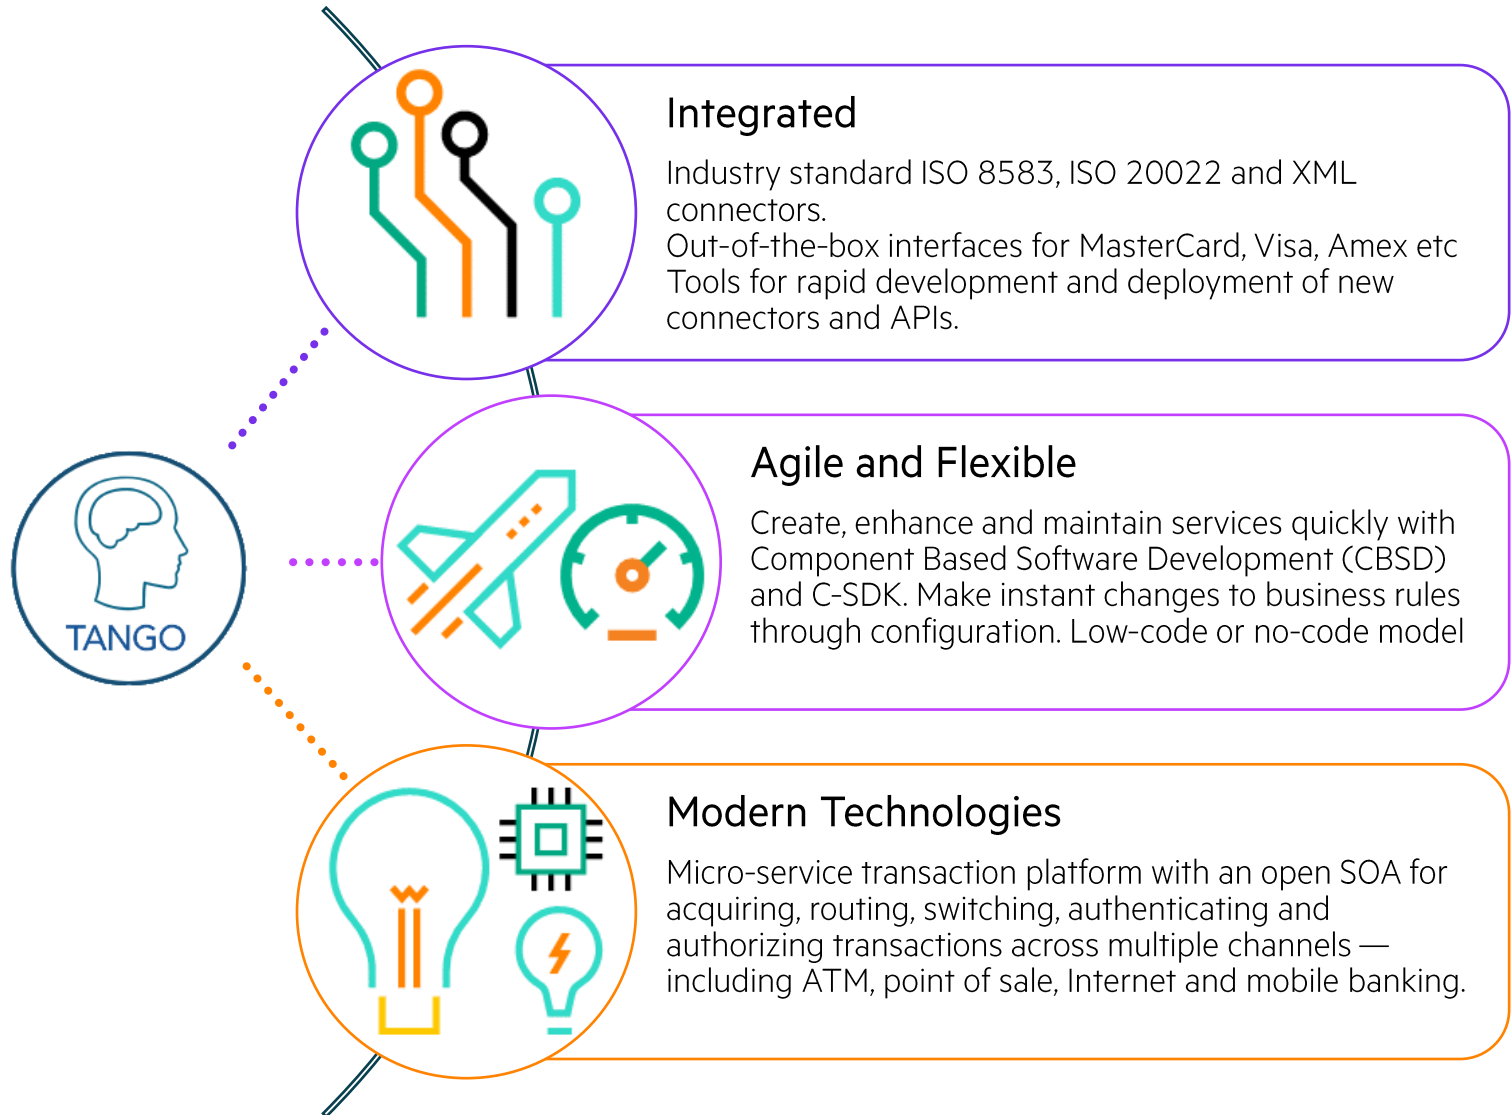 Integrated
Industry standard ISO 8583, ISO 20022 and XML
connectors.
Out-of-the-box interfaces for MasterCard, Visa, Amex etc
Tools for rapid development and deployment of new
connectors and APIs.
TANGO
Agile and Flexible
Create, enhance and maintain services quickly with
Component Based Software Development (CBSD)
and C-SDK. Make instant changes to business rules
through configuration. Low-code or no-code model
Modern Technologies
Micro-service transaction platform with an open SOA for
acquiring, routing, switching, authenticating and
authorizing transactions across multiple channels —
including ATM, point of sale, Internet and mobile banking.